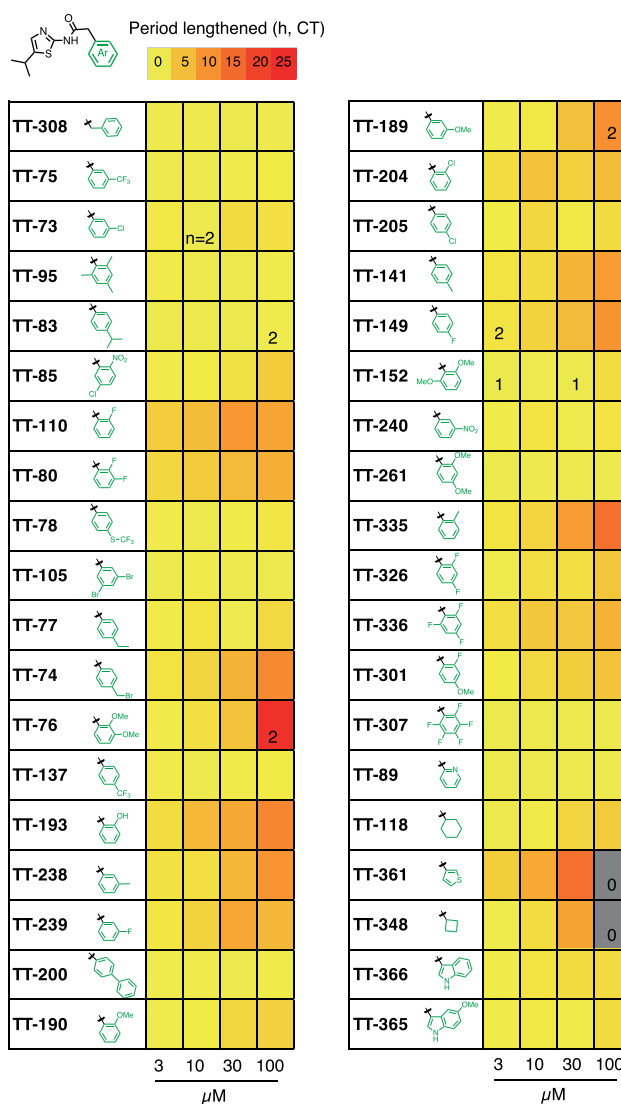 Period lengthened (h, CT)
0 5 10 15 20 25
N
S
O
NH
Ar
TT-308
TT-75
CF3
TT-73
Cl
n=2
TT-95
TT-83
2
TT-85
NO2
Cl
TT-110
F
TT-80
F
F
TT-78
S-CF3
TT-105
Br
Br
TT-77
TT-74
Br
TT-76
OMe
OMe
2
TT-137
CF3
TT-193
OH
TT-238
TT-239
F
TT-200
TT-190
OMe
3 10 30 100
µM
TT-189
OMe
2
TT-204
Cl
TT-205
Cl
TT-141
TT-149
F
2
TT-152
OMe
MeO
1 1
TT-240
NO2
TT-261
OMe
OMe
TT-335
TT-326
F
F
TT-336
F
F
F
TT-301
F
OMe
TT-307
F
F
F
F
F
TT-89
N
TT-118
TT-361
S
0
TT-348
0
TT-366
N
H
TT-365
OMe
N
H
3 10 30 100
µM